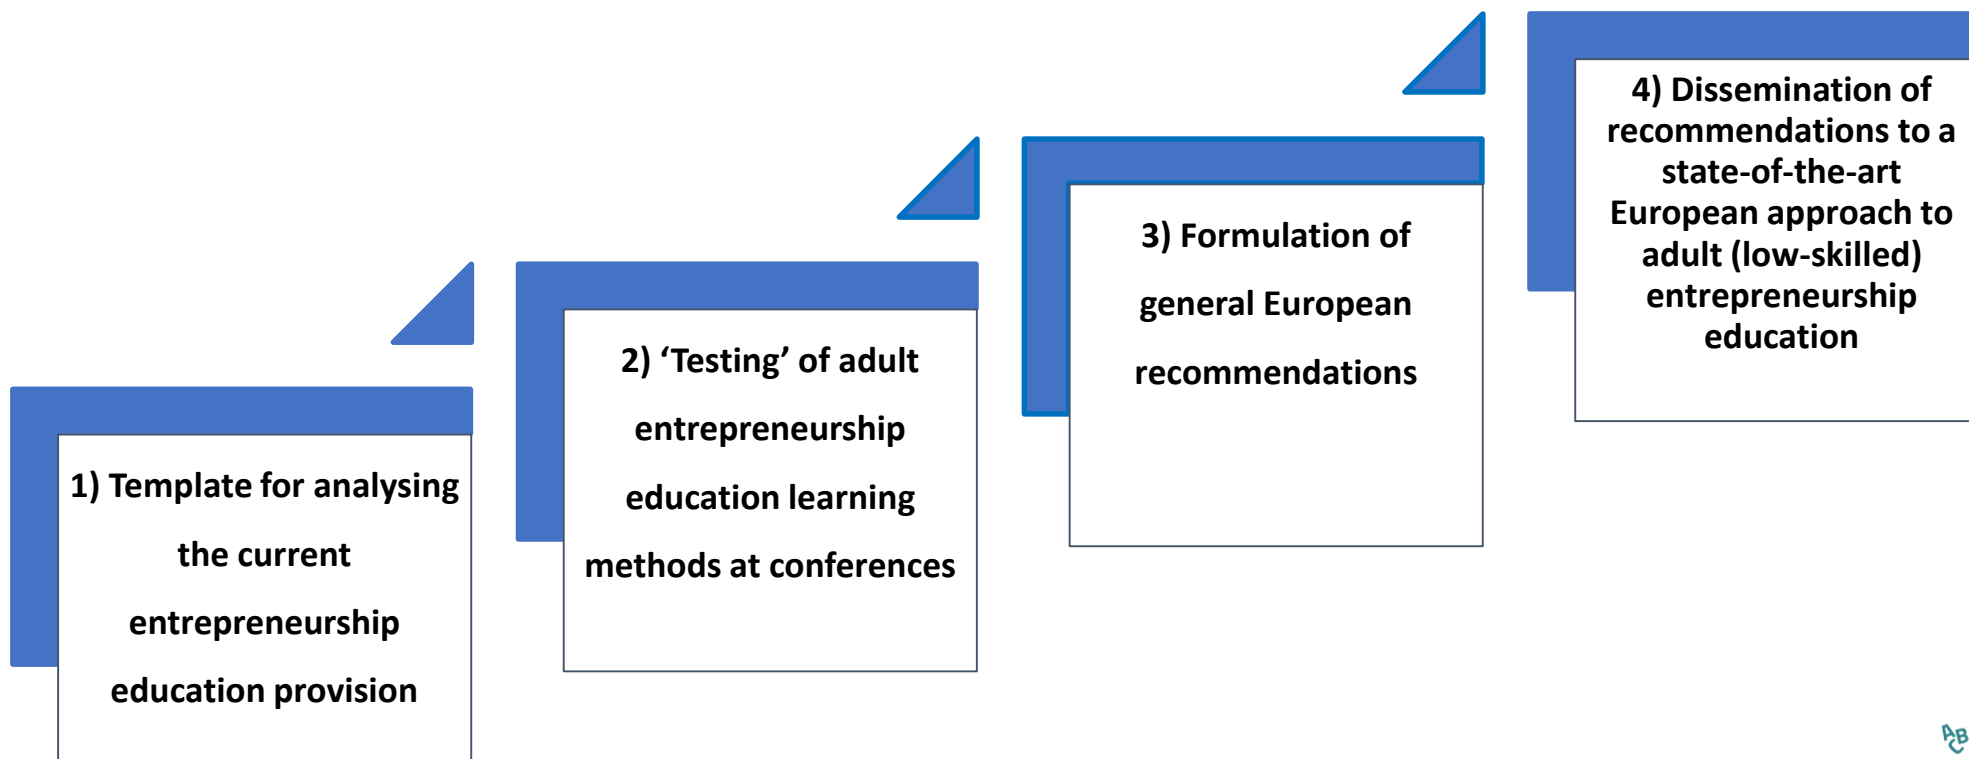 1) Template for analysing
the current
entrepreneurship
education provision
2) ‘Testing’ of adult
entrepreneurship
education learning
methods at conferences
3) Formulation of
general European
recommendations
4) Dissemination of
recommendations to a
state-of-the-art
European approach to
adult (low-skilled)
entrepreneurship
education
ABC